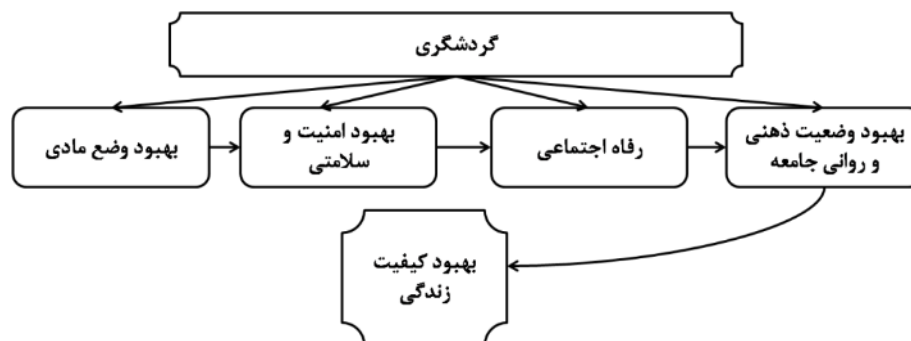 گردشگری
بهبود وضعیت ذهنی
و روانی جامعه
رفاه اجتماعی
بهبود امنیت و
سلامتی
بهبود وضع مادی
بهبود کیفیت
زندگی